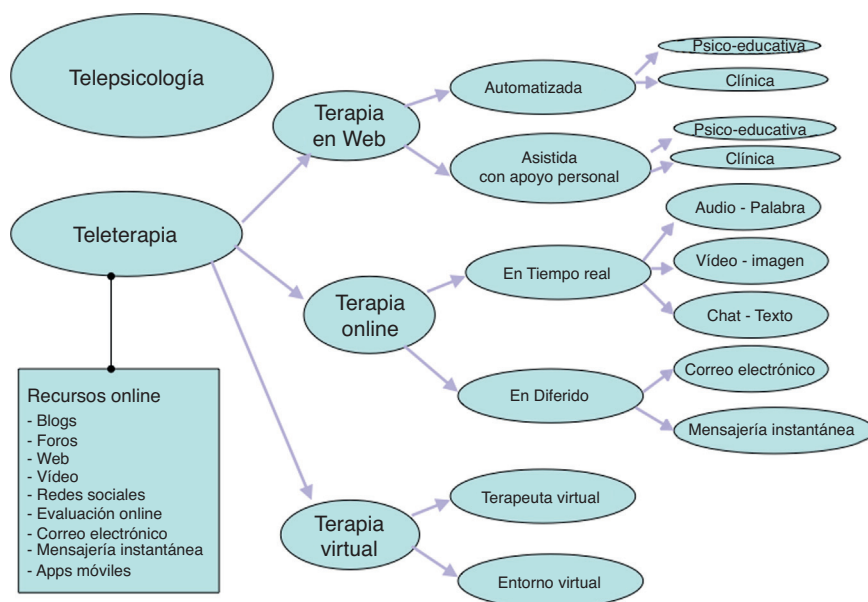 Telepsicología
Teleterapia
Recursos online
- Blogs
- Foros
- Web
- Vídeo
- Redes sociales
- Evaluación online
- Correo electrónico
- Mensajería instantánea
- Apps móviles
Terapia
en Web
Automatizada
Psico-educativa
Clínica
Asistida
con apoyo personal
Psico-educativa
Clínica
Terapia
online
En Tiempo real
Audio - Palabra
Vídeo - imagen
Chat - Texto
En Diferido
Correo electrónico
Mensajería instantánea
Terapia
virtual
Terapeuta virtual
Entorno virtual